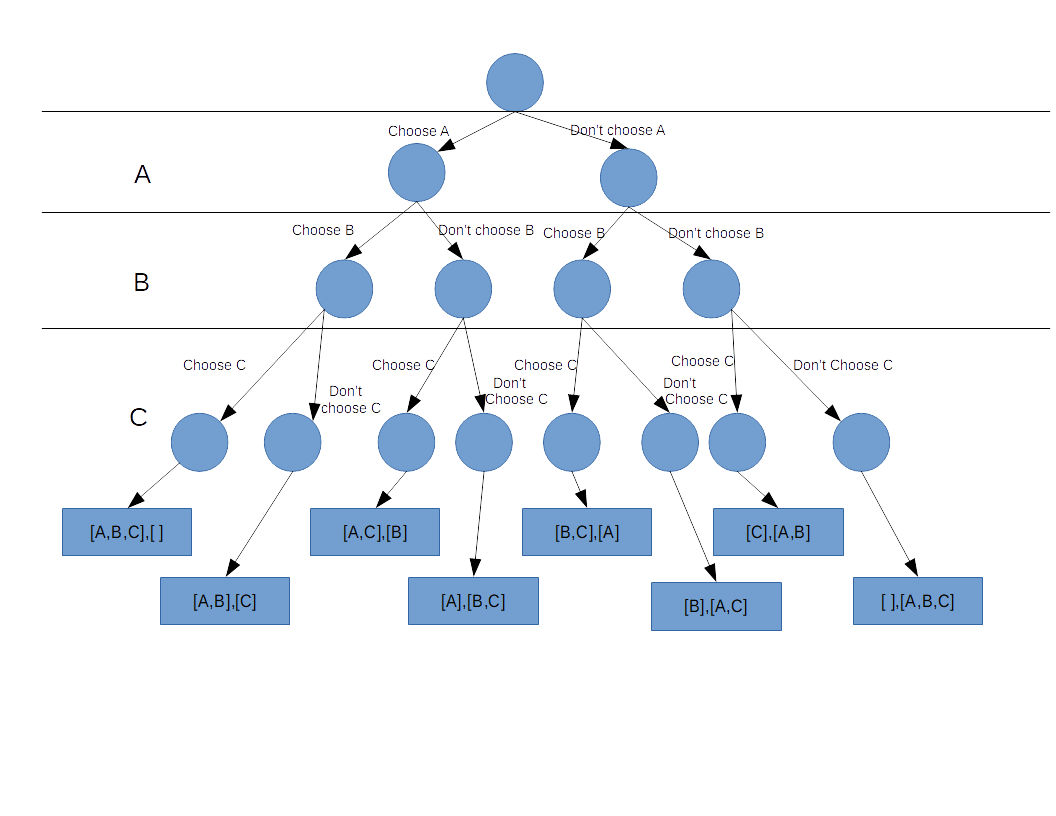 Choose A
Don't choose A
A
Choose B
Don't choose B
Choose B
Don't choose B
B
Choose C
Don't
choose C
Choose C
Don't
Choose C
Choose C
Don't
Choose C
Choose C
Don't Choose C
C
[A,B,C],[ ]
[A,C],[B]
[B,C],[A]
[C],[A,B]
[A,B],[C]
[A],[B,C]
[B],[A,C]
[ ],[A,B,C]